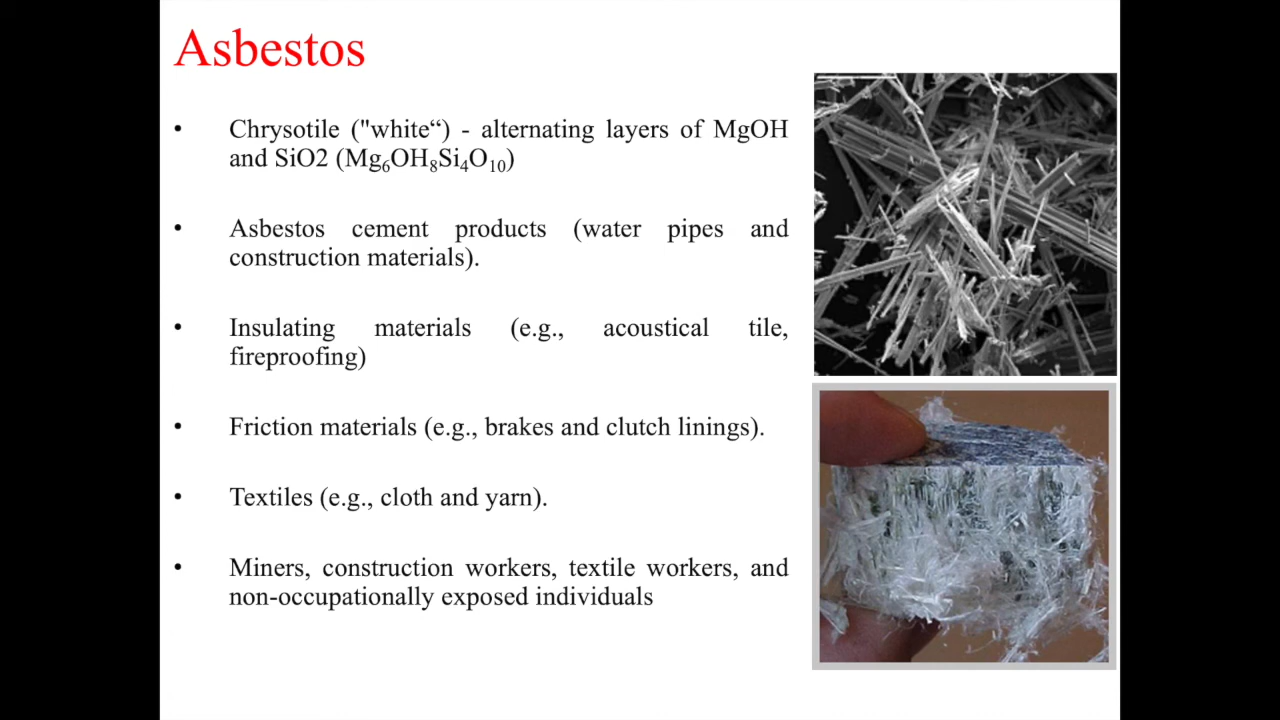 Asbestos
• Chrysotile ("white“) - alternating layers of MgOH
and SiO2 (Mg₆OH₈Si₄O₁₀)
• Asbestos cement products (water pipes and
construction materials).
• Insulating materials (e.g., acoustical tile,
fireproofing)
• Friction materials (e.g., brakes and clutch linings).
• Textiles (e.g., cloth and yarn).
• Miners, construction workers, textile workers, and
non-occupationally exposed individuals